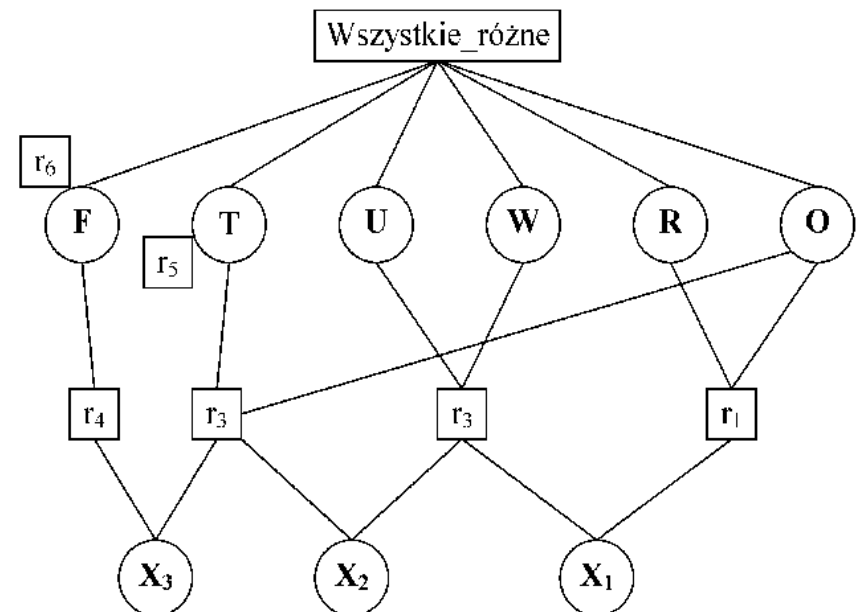 Wszystkie_różne
r₆
F T U W R O
r₅
r₄ r₃ r₃ r₁
X₃ X₂ X₁